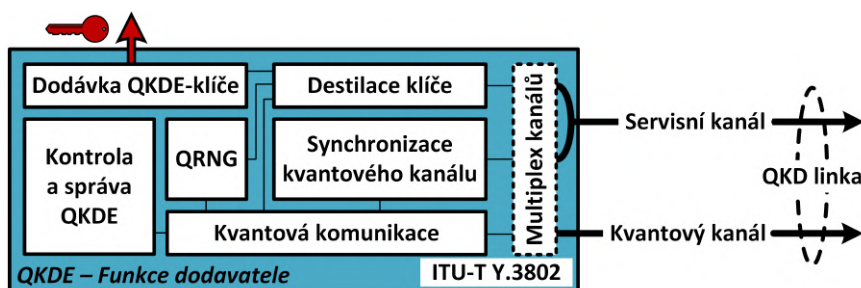 Dodávka QKDE-klíče
Destilace klíče
Kontrola
a správa
QKDE
QRNG
Synchronizace
kvantového kanálu
Kvantová komunikace
Multiplex kanálů
Servisní kanál
QKD linka
Kvantový kanál
QKDE – Funkce dodavatele
ITU-T Y.3802